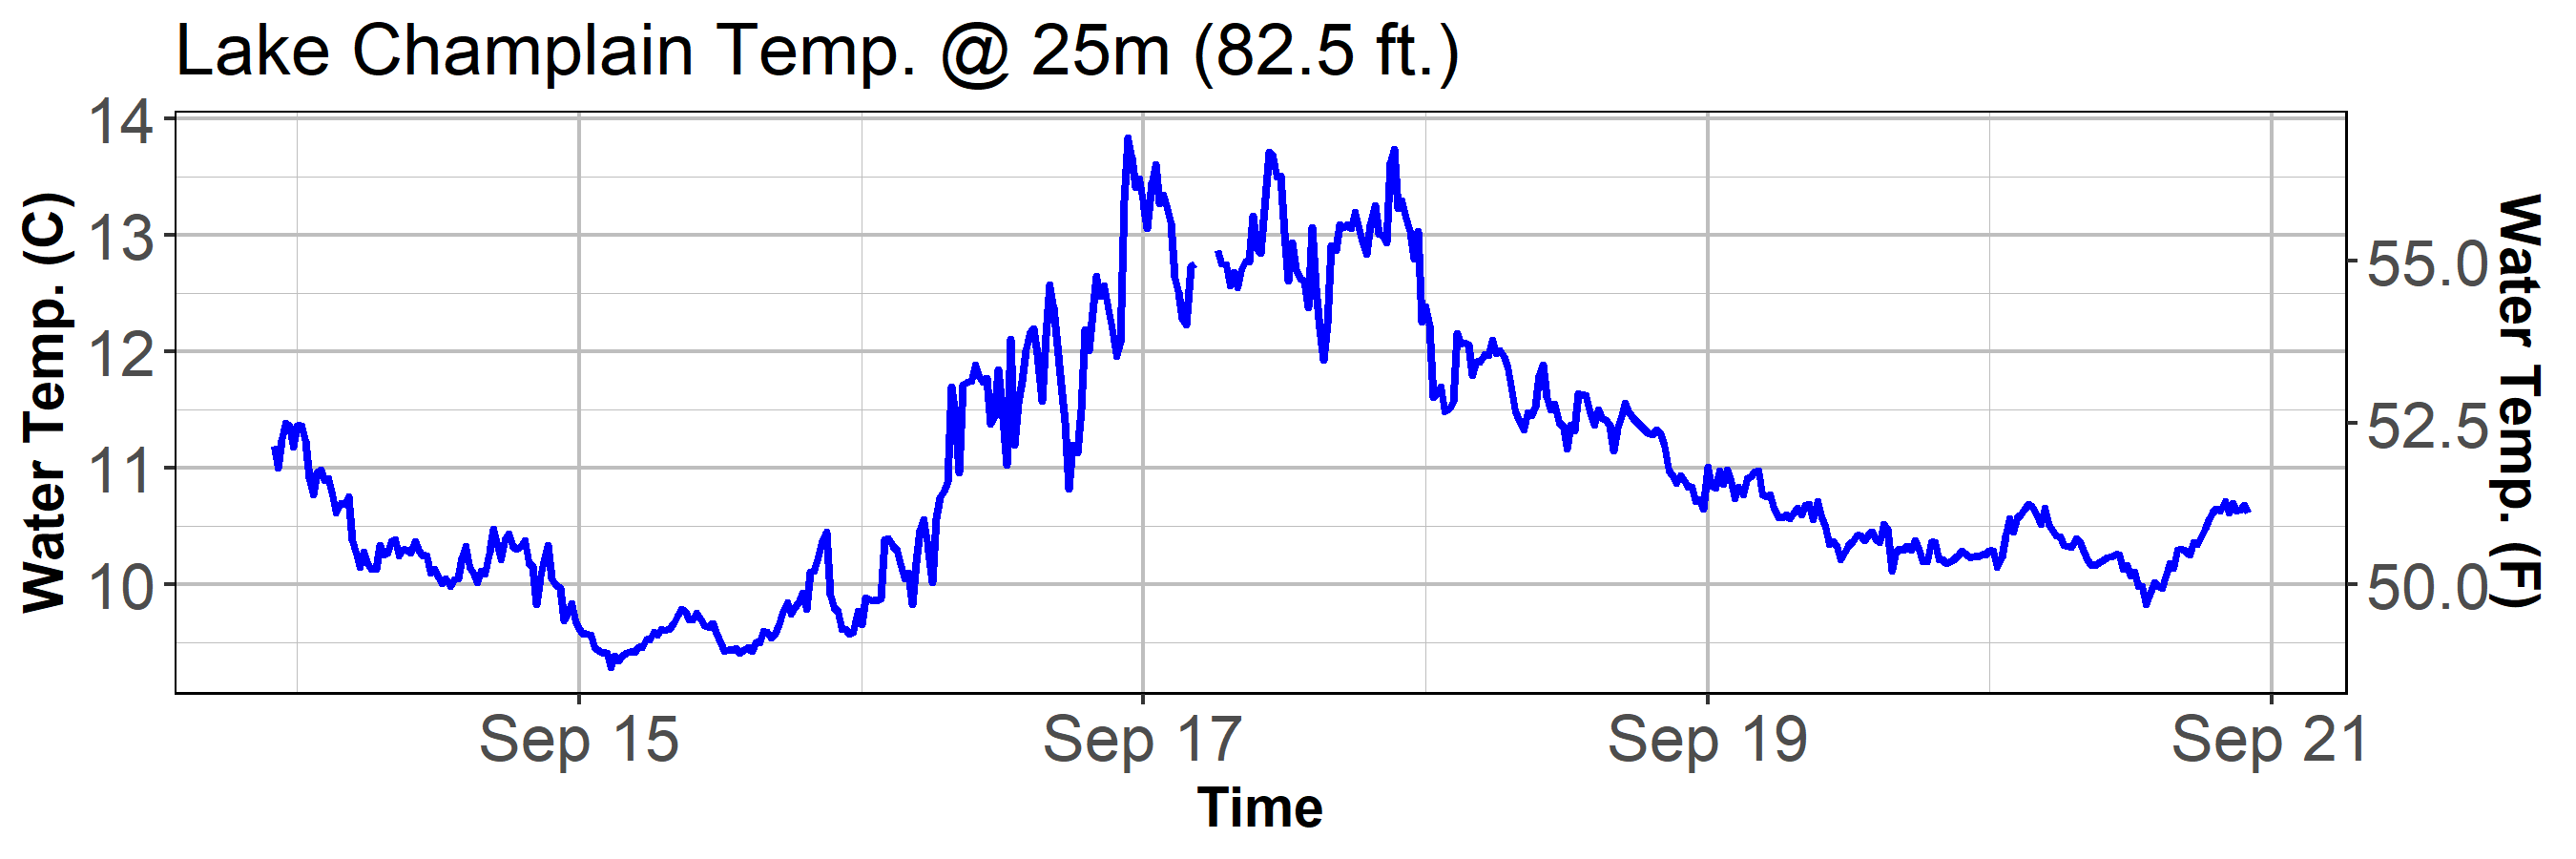 Lake Champlain Temp. @ 25m (82.5 ft.)
Water Temp. (C)
14
13
12
11
10
55.0
52.5
50.0
Water Temp. (F)
Sep 15
Sep 17
Sep 19
Sep 21
Time